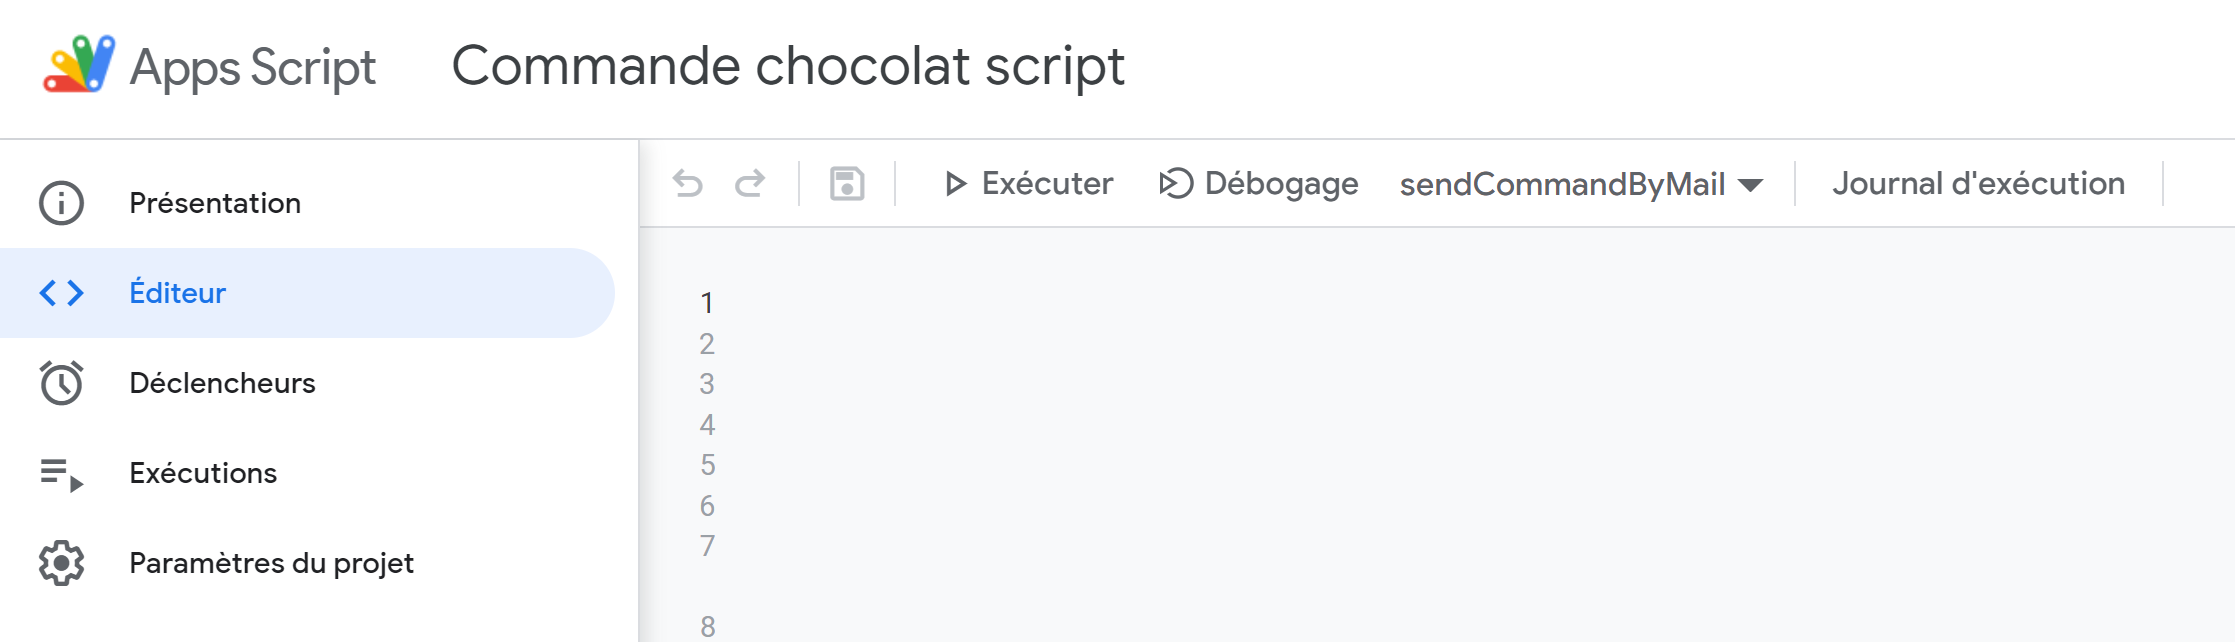 Apps Script
Commande chocolat script
Présentation
Éditeur
Déclencheurs
Exécutions
Paramètres du projet
Exécuter
Débogage
sendCommandByMail
Journal d'exécution
1
2
3
4
5
6
7
8